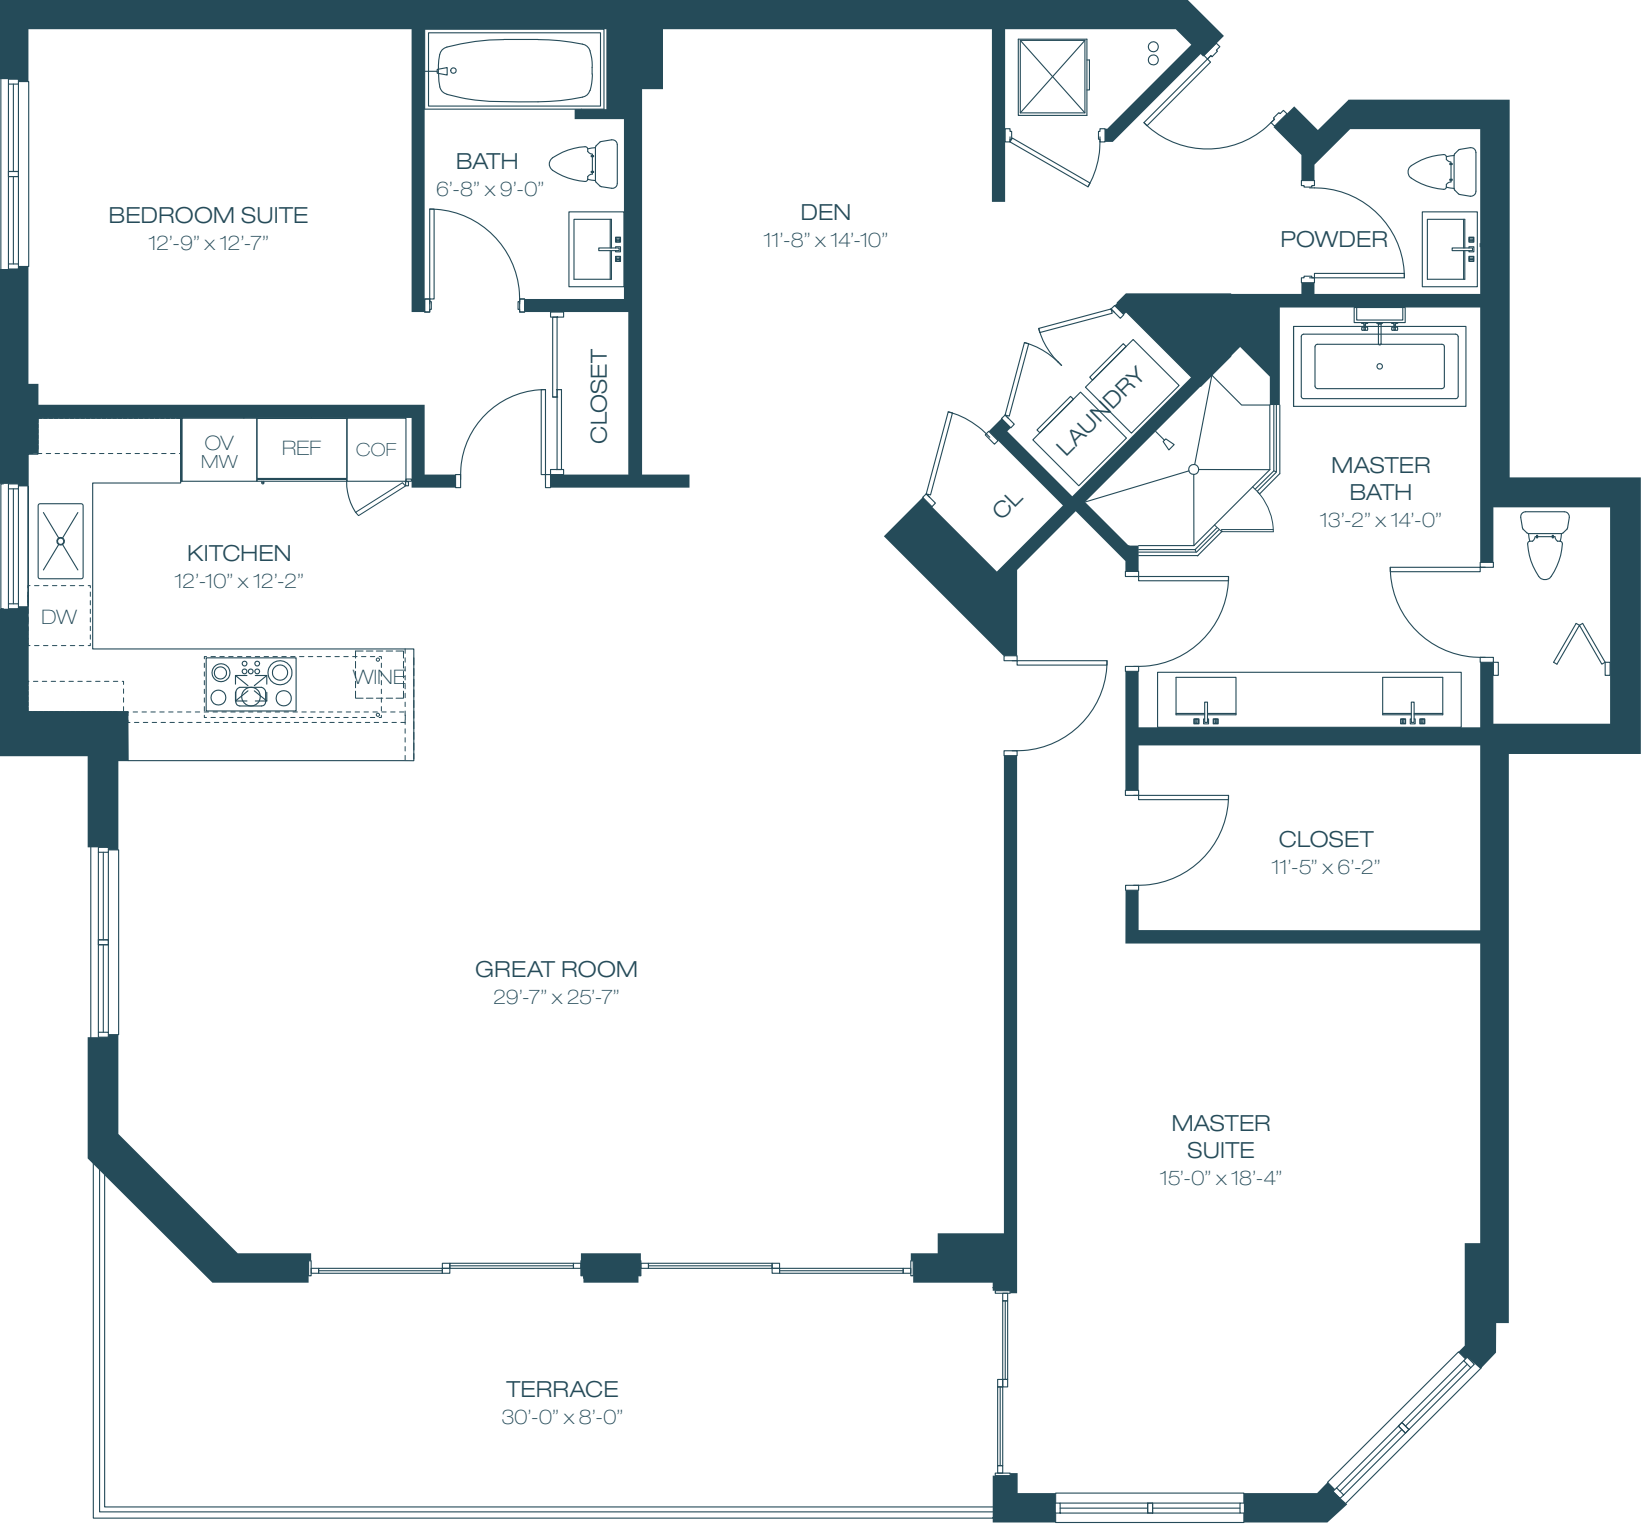 BATH
6'-8" x 9'-0"
BEDROOM SUITE
12'-9" x 12'-7"
DEN
11'-8" x 14'-10"
POWDER
CLOSET
LAUNDRY
OV
MW
REF
COF
MASTER
BATH
13'-2" x 14'-0"
CL
KITCHEN
12'-10" x 12'-2"
DW
WINE
CLOSET
11'-5" x 6'-2"
GREAT ROOM
29'-7" x 25'-7"
MASTER
SUITE
15'-0" x 18'-4"
TERRACE
30'-0" x 8'-0"